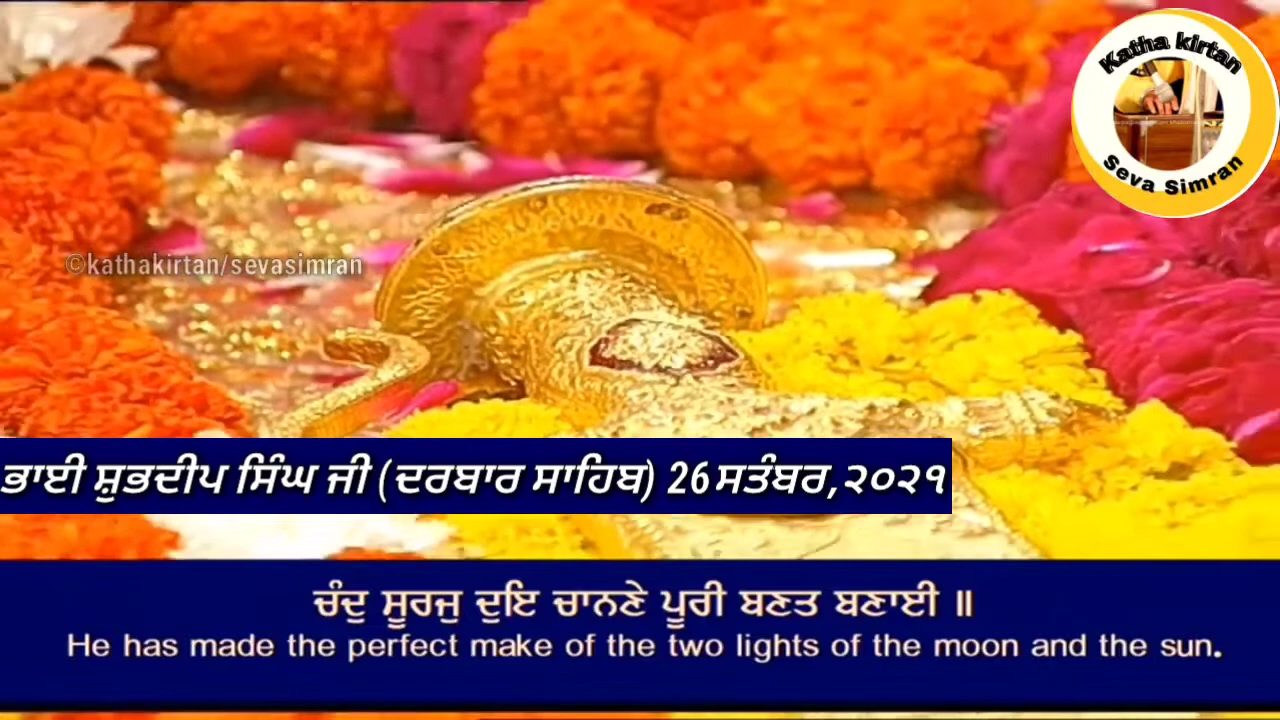 Katha kirtan
Seva Simran
©kathakirtan/sevasimran
ਭਾਈ ਸ਼ੁਭਦੀਪ ਸਿੰਘ ਜੀ (ਦਰਬਾਰ ਸਾਹਿਬ) 26 ਸਤੰਬਰ,੨੦੨੧
ਚੰਦੁ ਸੂਰਜੁ ਦੁਇ ਚਾਨਣੇ ਪੂਰੀ ਬਣਤ ਬਣਾਈ ॥
He has made the perfect make of the two lights of the moon and the sun.